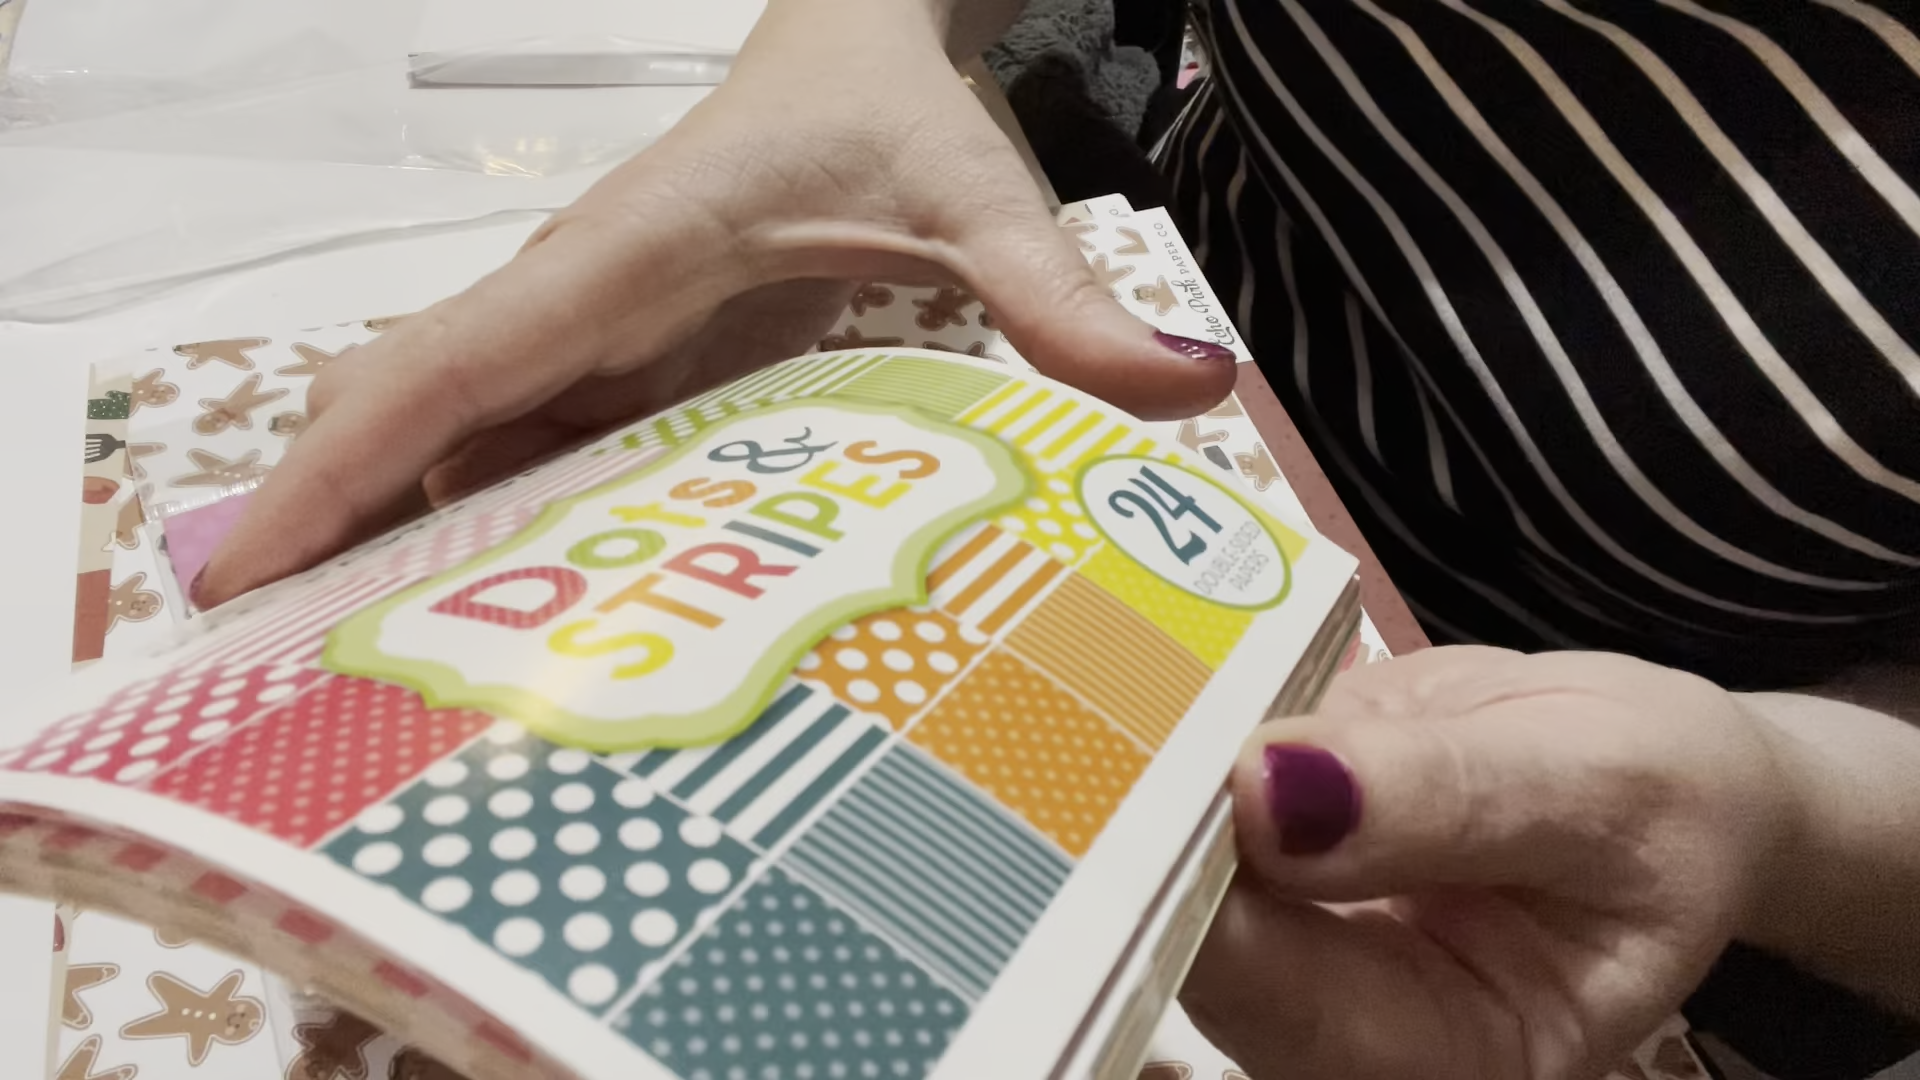 Dots &
STRIPES
24
DOUBLE-SIDED
PAPERS
Echo Park PAPER CO.